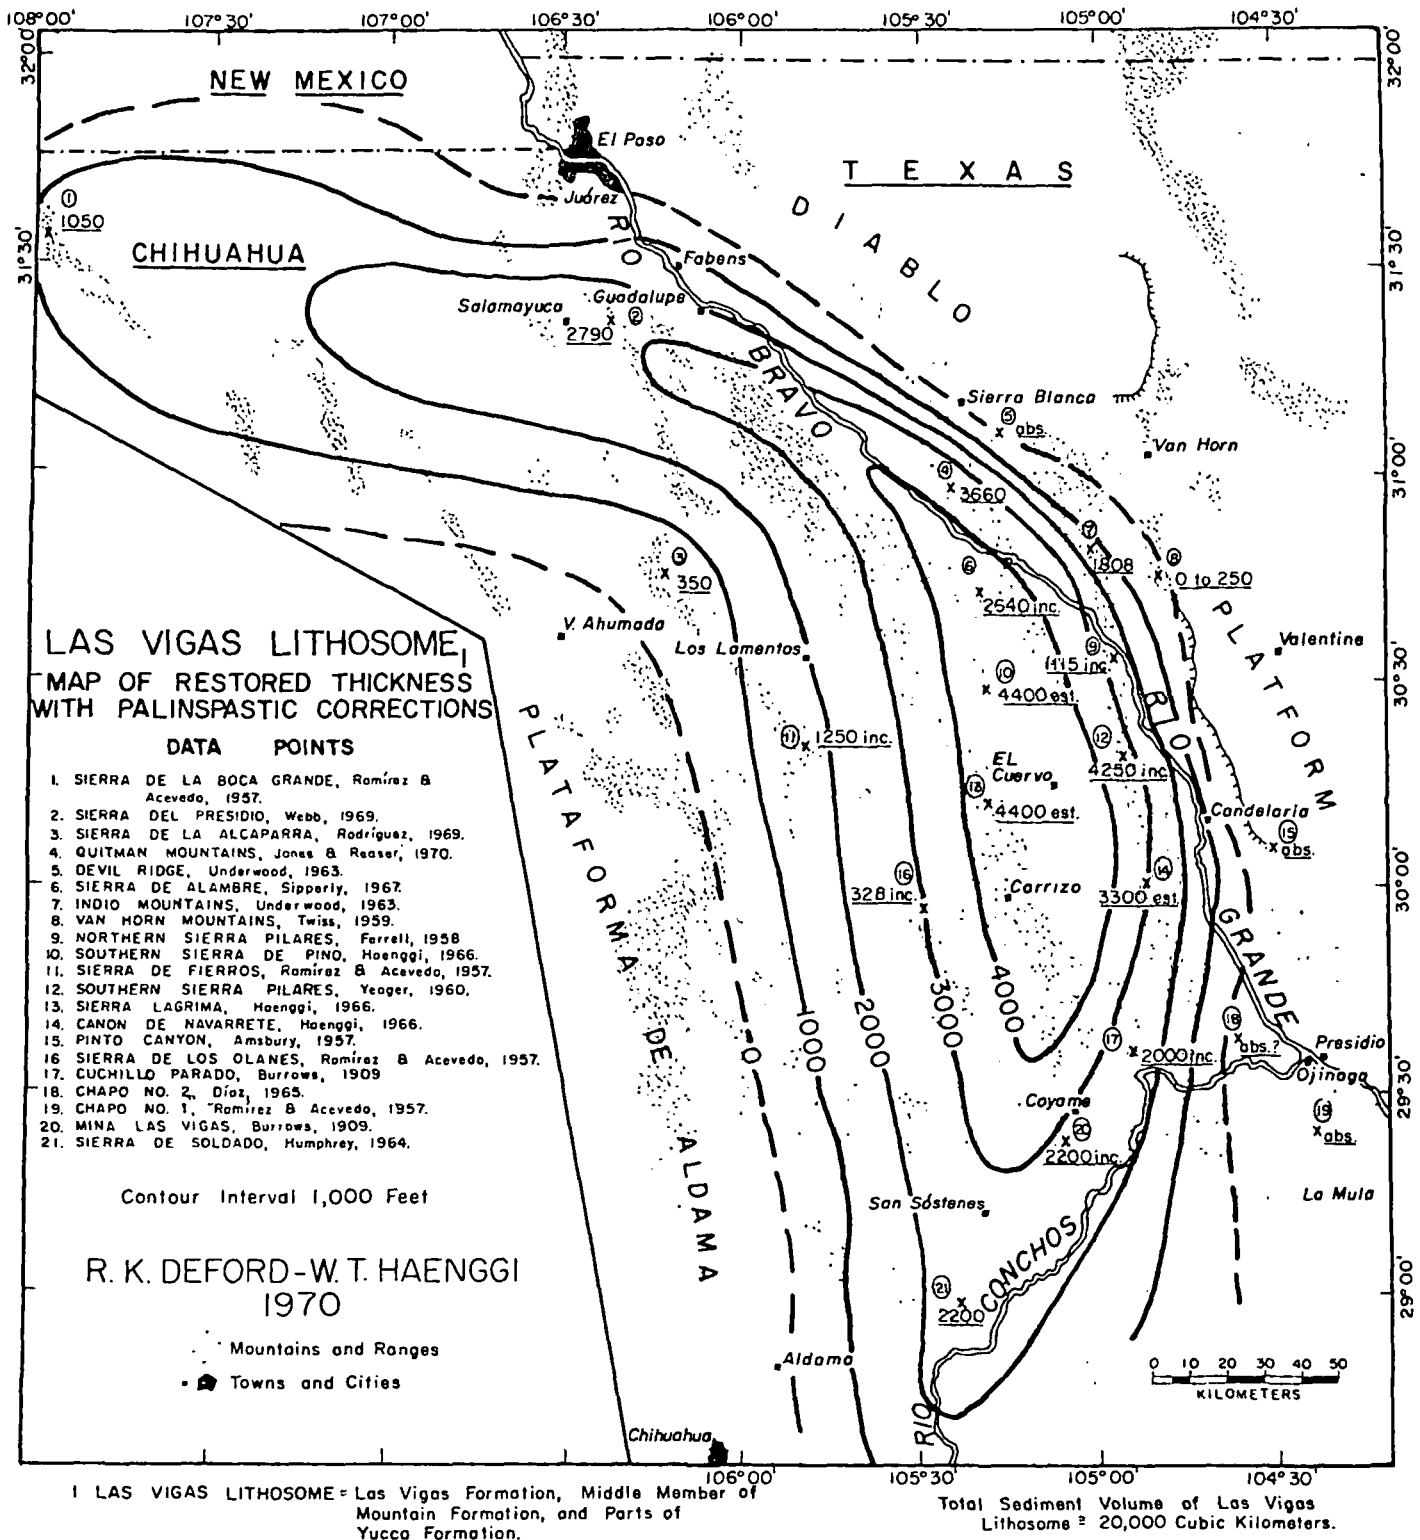 108°00' 107°30' 107°00' 106°30' 106°00' 105°30' 105°00' 104°30'
32°00'
32°00'
NEW MEXICO
El Paso
TEXAS
Juárez
1
1050
CHIHUAHUA
31°30'
31°30'
RIO
Fabens
DIABLO
Salamayuca
Guadalupe
2
2790
BRAVO
Sierra Blanca
5
abs.
Van Horn
31°00'
4
3660
7
1808
3
350
6
2640 inc.
8
0 to 250
PLATFORM
V. Ahumada
Los Lamentos
9
1115 inc.
Valentine
30°30'
10
4400 est.
RIO
11
1250 inc.
12
4250 inc.
EL
Cuervo
13
4400 est.
Candelaria
15
abs.
30°00'
16
328 inc.
Carrizo
14
3300 est.
GRANDE
PLATAFORMA DE ALDAMA
0
1000
2000
3000
4000
17
2000 inc.
18
abs.?
Presidio
Ojinaga
29°30'
Coyame
20
2200 inc.
19
abs.
La Mula
San Sóstenes
RIO CONCHOS
21
2200
29°00'
Aldama
Chihuahua
LAS VIGAS LITHOSOME, 1
MAP OF RESTORED THICKNESS
WITH PALINSPASTIC CORRECTIONS
DATA POINTS
1. SIERRA DE LA BOCA GRANDE, Ramírez &
Acevedo, 1957.
2. SIERRA DEL PRESIDIO, Webb, 1969.
3. SIERRA DE LA ALCAPARRA, Rodríguez, 1969.
4. QUITMAN MOUNTAINS, Jones & Reaser, 1970.
5. DEVIL RIDGE, Underwood, 1963.
6. SIERRA DE ALAMBRE, Sipperly, 1967.
7. INDIO MOUNTAINS, Underwood, 1963.
8. VAN HORN MOUNTAINS, Twiss, 1959.
9. NORTHERN SIERRA PILARES, Ferrell, 1958
10. SOUTHERN SIERRA DE PINO, Haenggi, 1966.
11. SIERRA DE FIERROS, Ramírez & Acevedo, 1957.
12. SOUTHERN SIERRA PILARES, Yeager, 1960.
13. SIERRA LAGRIMA, Haenggi, 1966.
14. CANON DE NAVARRETE, Haenggi, 1966.
15. PINTO CANYON, Amsbury, 1957.
16 SIERRA DE LOS OLANES, Ramírez & Acevedo, 1957.
17. CUCHILLO PARADO, Burrows, 1909
18. CHAPO NO. 2, Díaz, 1965.
19. CHAPO NO. 1, Ramírez & Acevedo, 1957.
20. MINA LAS VIGAS, Burrows, 1909.
21. SIERRA DE SOLDADO, Humphrey, 1964.
Contour Interval 1,000 Feet
R. K. DEFORD-W. T. HAENGGI
1970
Mountains and Ranges
Towns and Cities
0 10 20 30 40 50
KILOMETERS
106°00' 105°30' 105°00' 104°30'
1 LAS VIGAS LITHOSOME = Las Vigas Formation, Middle Member of
Mountain Formation, and Parts of
Yucca Formation.
Total Sediment Volume of Las Vigas
Lithosome ≅ 20,000 Cubic Kilometers.